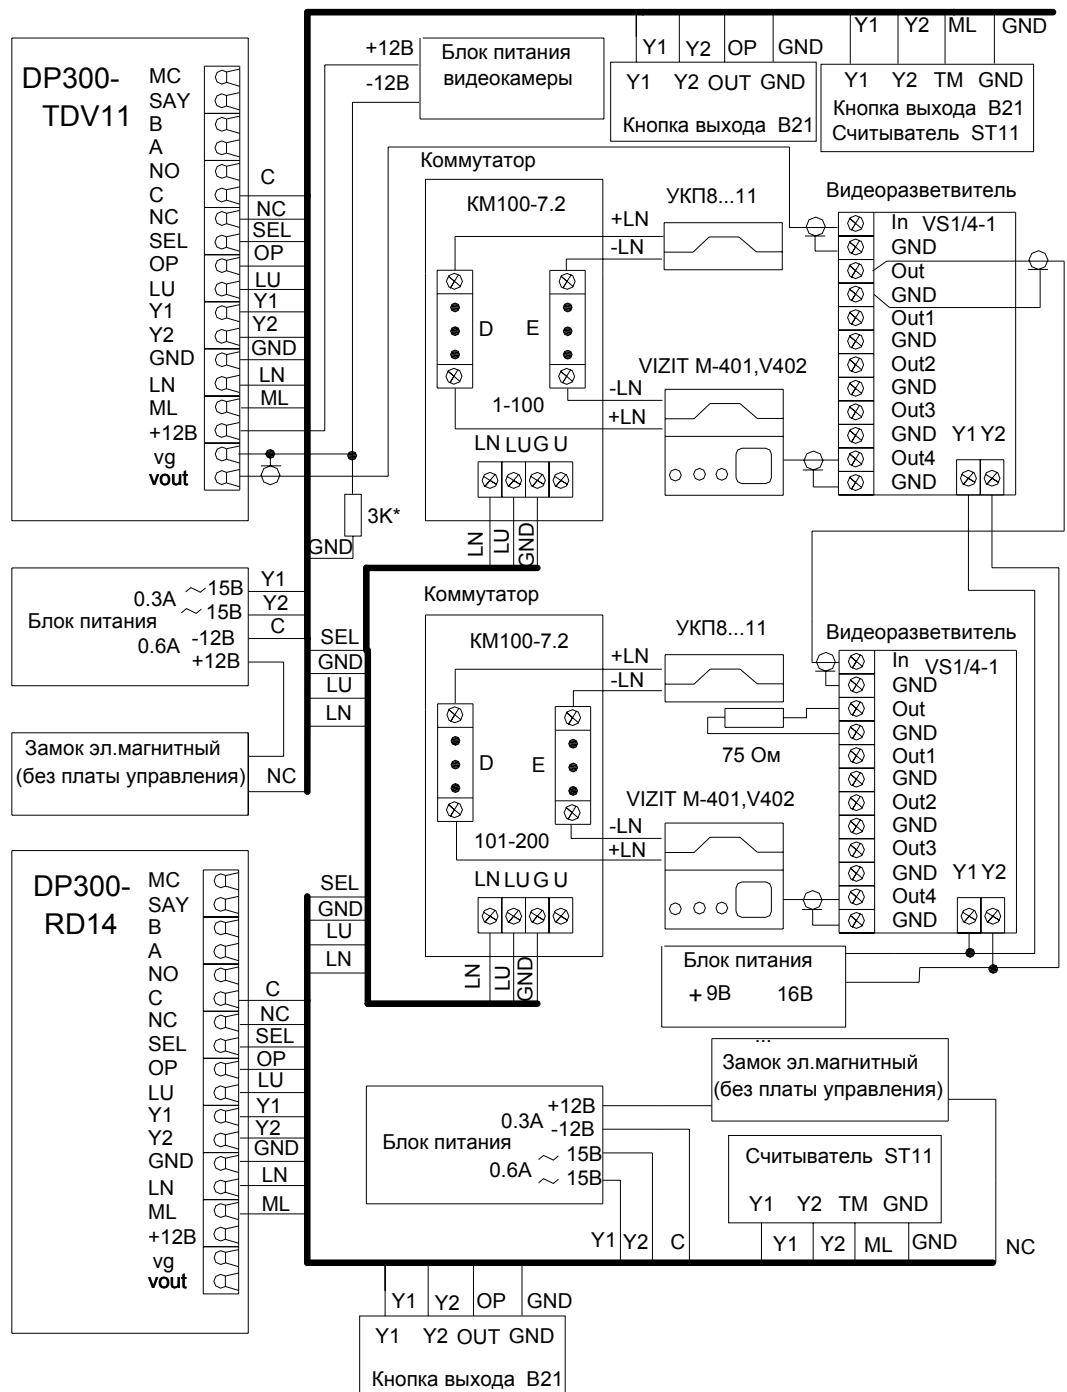 Y1 Y2 ML GND
Y1 Y2 OP GND
Y1 Y2 OUT GND
Кнопка выхода B21
Y1 Y2 TM GND
Кнопка выхода B21
Считыватель ST11
+12В
-12В
Блок питания
видеокамеры
DP300-
TDV11
MC
SAY
B
A
NO
C
NC
SEL
OP
LU
Y1
Y2
GND
LN
ML
+12В
vg
vout
C
NC
SEL
OP
LU
Y1
Y2
GND
LN
ML
3K*
GND
Коммутатор
КМ100-7.2
D E
1-100
LN LU G U
LN
LU
GND
+LN
-LN
УКП8...11
VIZIT M-401,V402
-LN
+LN
Видеоразветвитель
In VS1/4-1
GND
Out
GND
Out1
GND
Out2
GND
Out3
GND Y1 Y2
Out4
GND
Блок питания
0.3А ~15В
~15В
0.6А -12В
+12В
Y1
Y2
C
Замок эл.магнитный
(без платы управления)
NC
SEL
GND
LU
LN
Коммутатор
КМ100-7.2
D E
101-200
LN LU G U
LN
LU
GND
+LN
-LN
УКП8...11
75 Ом
VIZIT M-401,V402
-LN
+LN
Видеоразветвитель
In VS1/4-1
GND
Out
GND
Out1
GND
Out2
GND
Out3
GND Y1 Y2
Out4
GND
Блок питания
+ 9В 16В
DP300-
RD14
MC
SAY
B
A
NO
C
NC
SEL
OP
LU
Y1
Y2
GND
LN
ML
+12В
vg
vout
C
NC
SEL
OP
LU
Y1
Y2
GND
LN
ML
SEL
GND
LU
LN
...
Замок эл.магнитный
(без платы управления)
Блок питания
+12В
0.3А -12В
~ 15В
0.6А ~ 15В
Y1 Y2 C
Считыватель ST11
Y1 Y2 TM GND
Y1 Y2 ML GND
NC
Y1 Y2 OP GND
Y1 Y2 OUT GND
Кнопка выхода B21